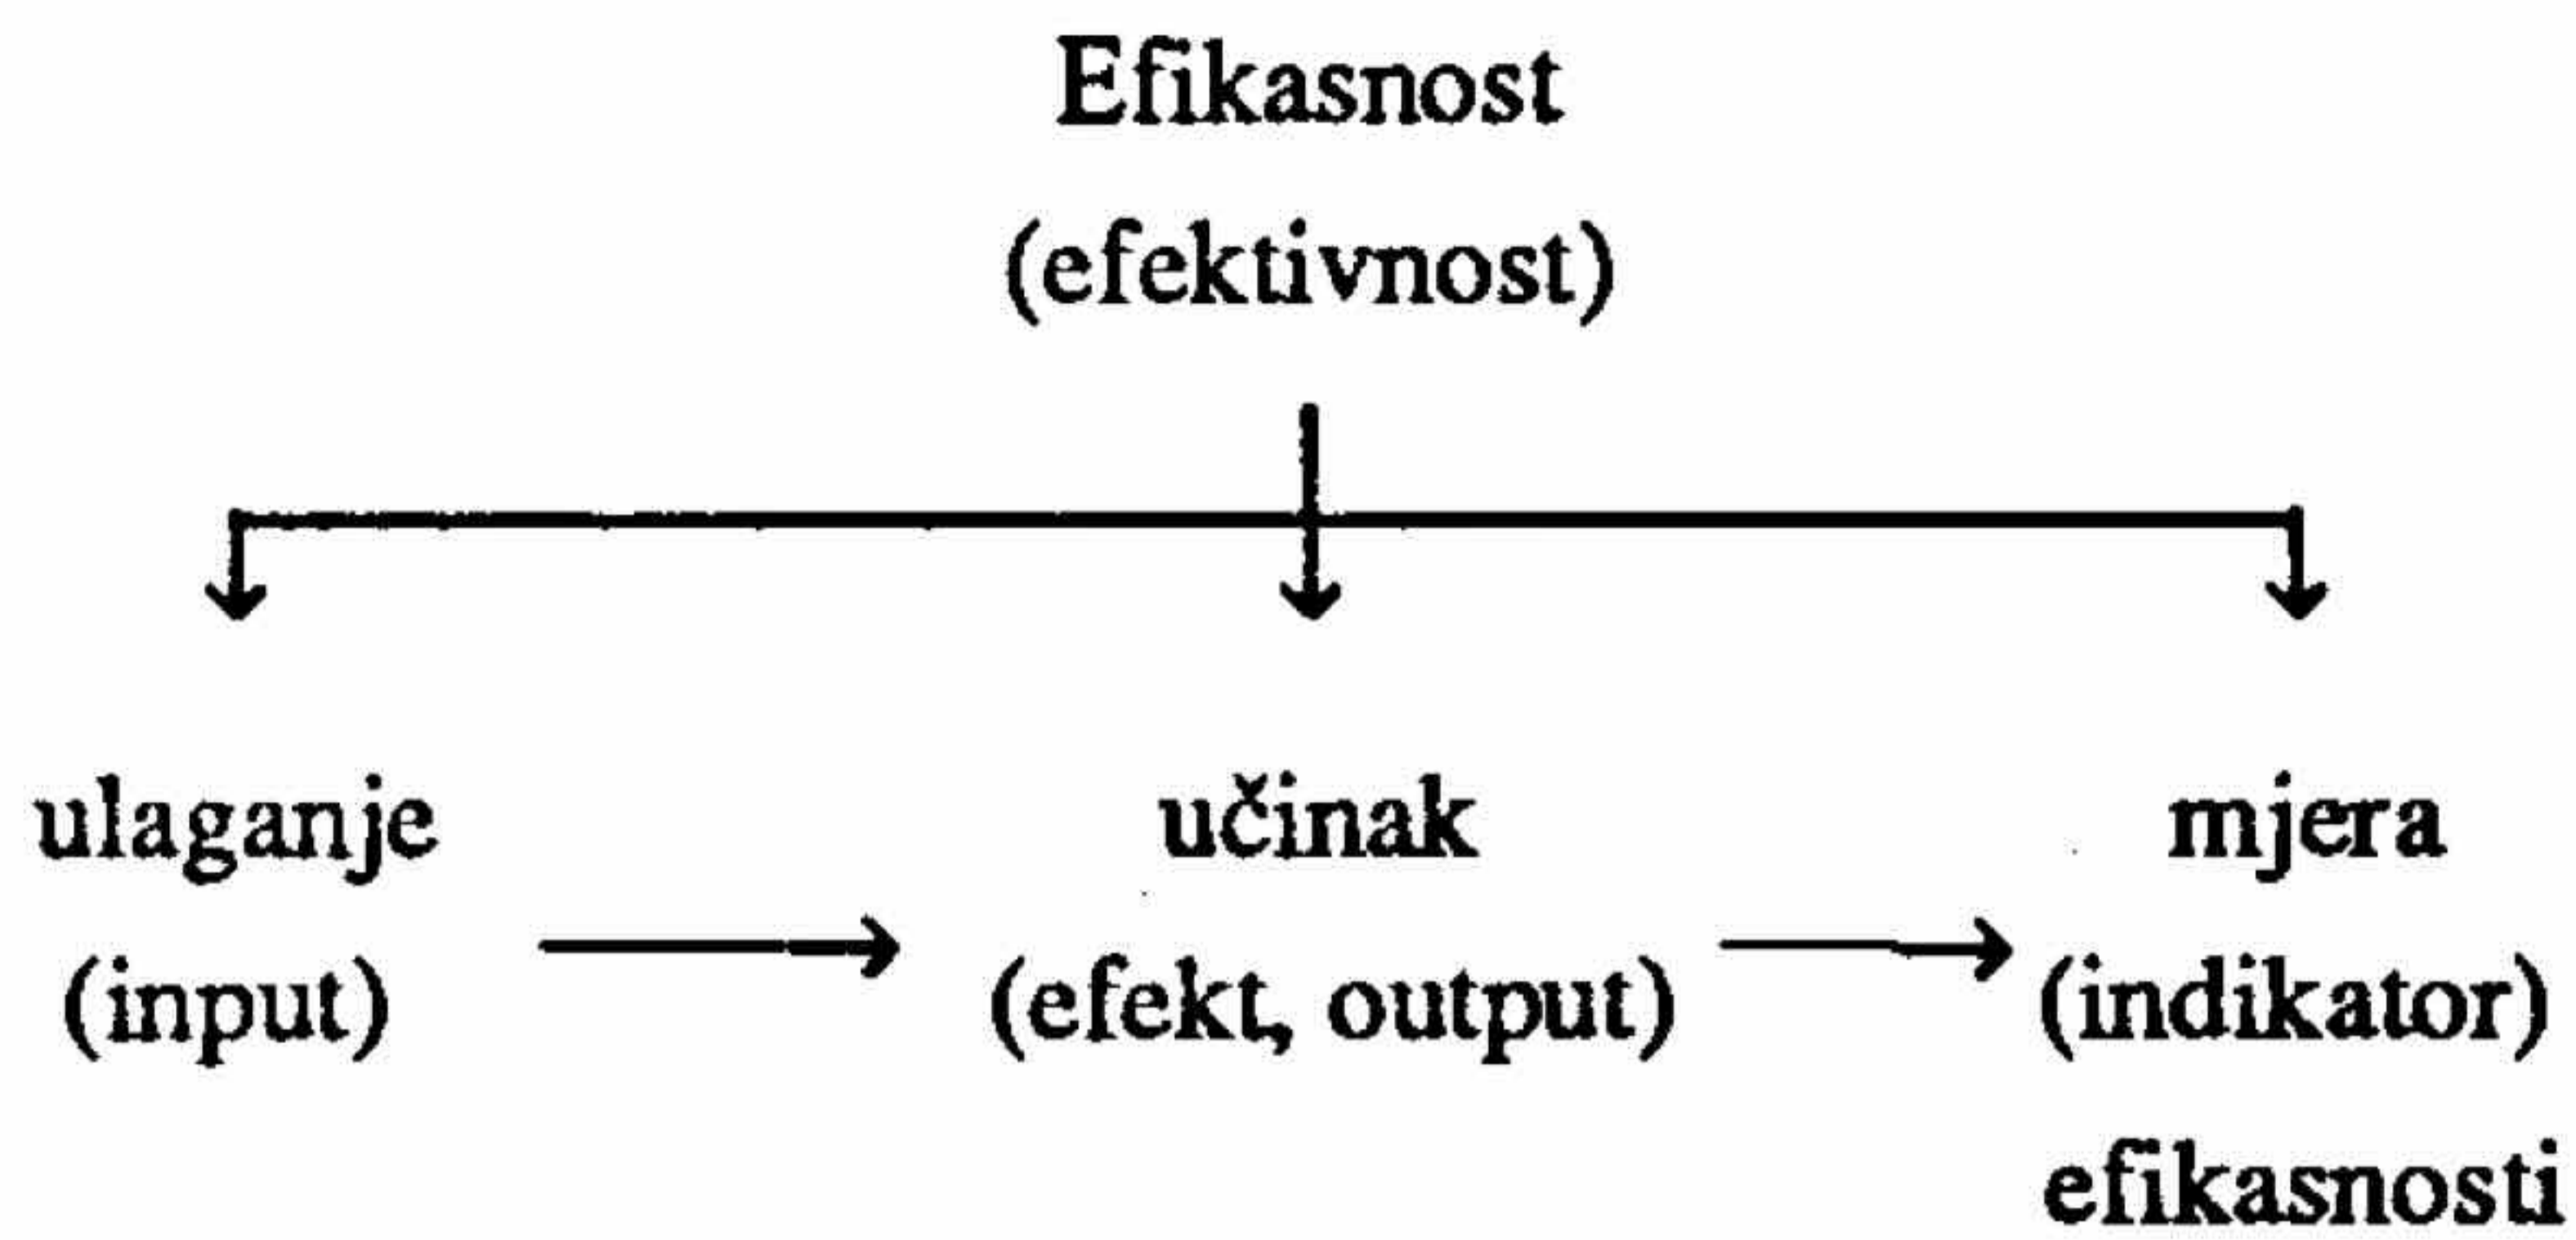 Efikasnost
(efektivnost)
ulaganje
(input)
učinak
(efekt, output)
mjera
(indikator)
efikasnosti